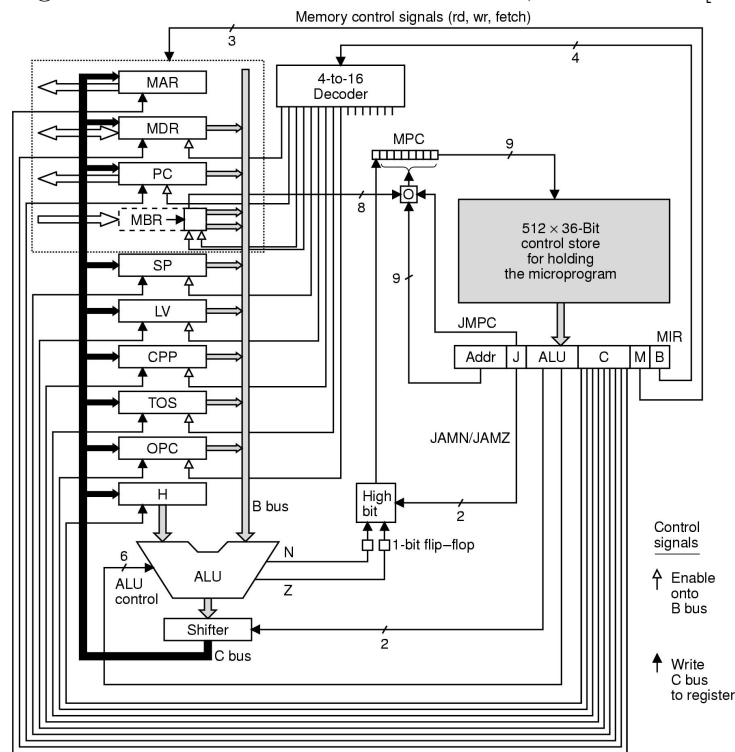 Memory control signals (rd, wr, fetch)
3
4
MAR
4-to-16
Decoder
MDR
MPC
9
PC
O
8
MBR
512 × 36-Bit
control store
for holding
the microprogram
SP
9
LV
JMPC
MIR
Addr J ALU C M B
CPP
TOS
JAMN/JAMZ
OPC
H
High
bit
2
B bus
Control
signals
N
1-bit flip–flop
6
ALU
Enable
onto
B bus
ALU
control
Z
Shifter
2
C bus
Write
C bus
to register